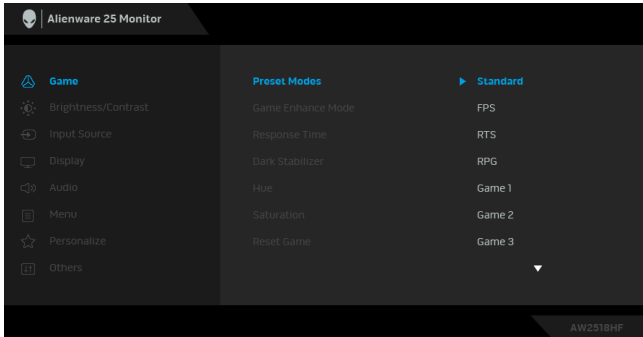 Alienware 25 Monitor
Game Preset Modes Standard
Brightness/Contrast Game Enhance Mode FPS
Input Source Response Time RTS
Display Dark Stabilizer RPG
Audio Hue Game 1
Menu Saturation Game 2
Personalize Reset Game Game 3
Others
AW2518HF